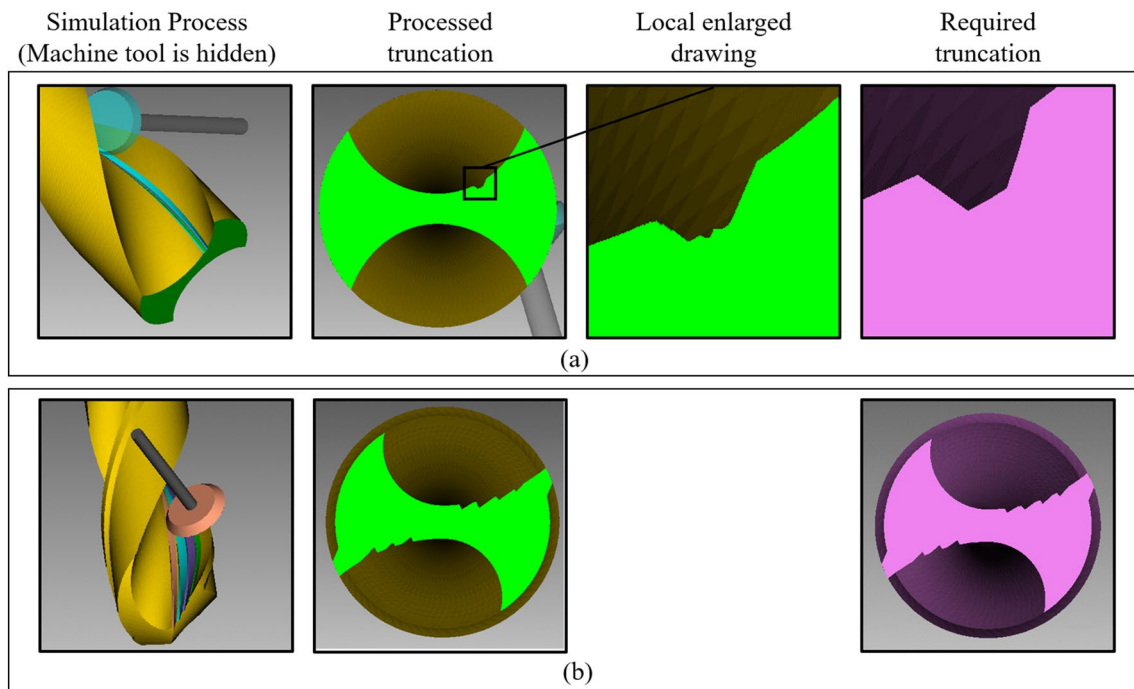 Simulation Process
(Machine tool is hidden)
Processed
truncation
Local enlarged
drawing
Required
truncation
(a)
(b)